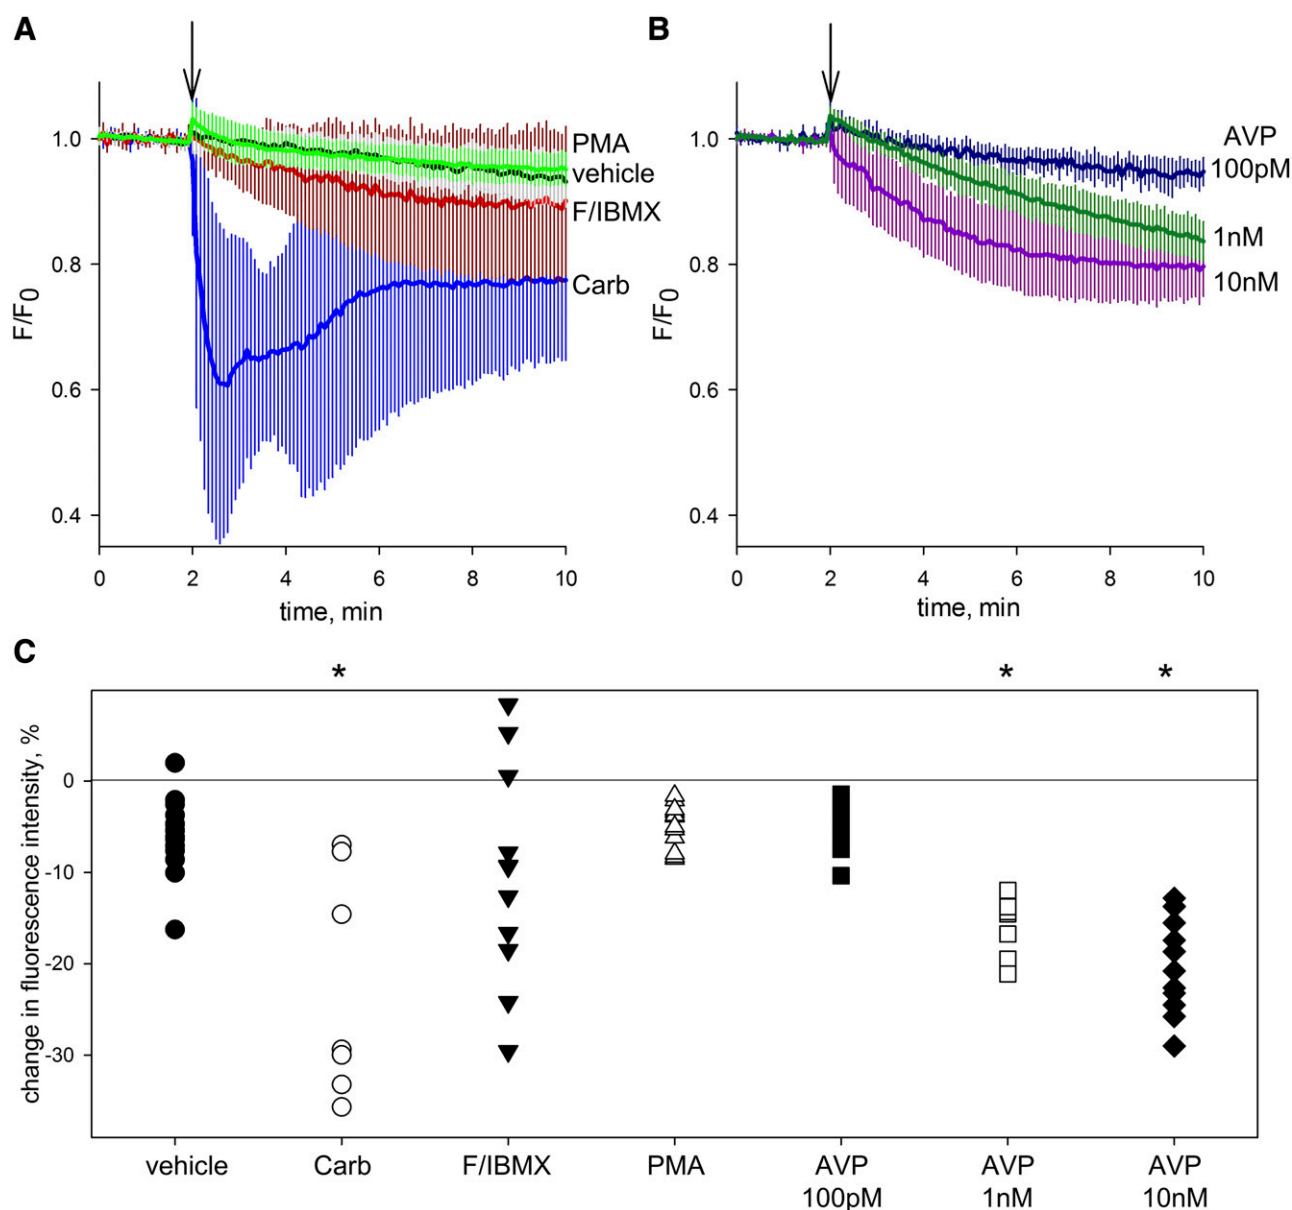 A
B
F/F0
1.0
0.8
0.6
0.4
PMA
vehicle
F/IBMX
Carb
0 2 4 6 8 10
time, min
F/F0
1.0
0.8
0.6
0.4
AVP
100pM
1nM
10nM
0 2 4 6 8 10
time, min
C
* * *
change in fluorescence intensity, %
0
-10
-20
-30
vehicle Carb F/IBMX PMA AVP AVP AVP
100pM 1nM 10nM